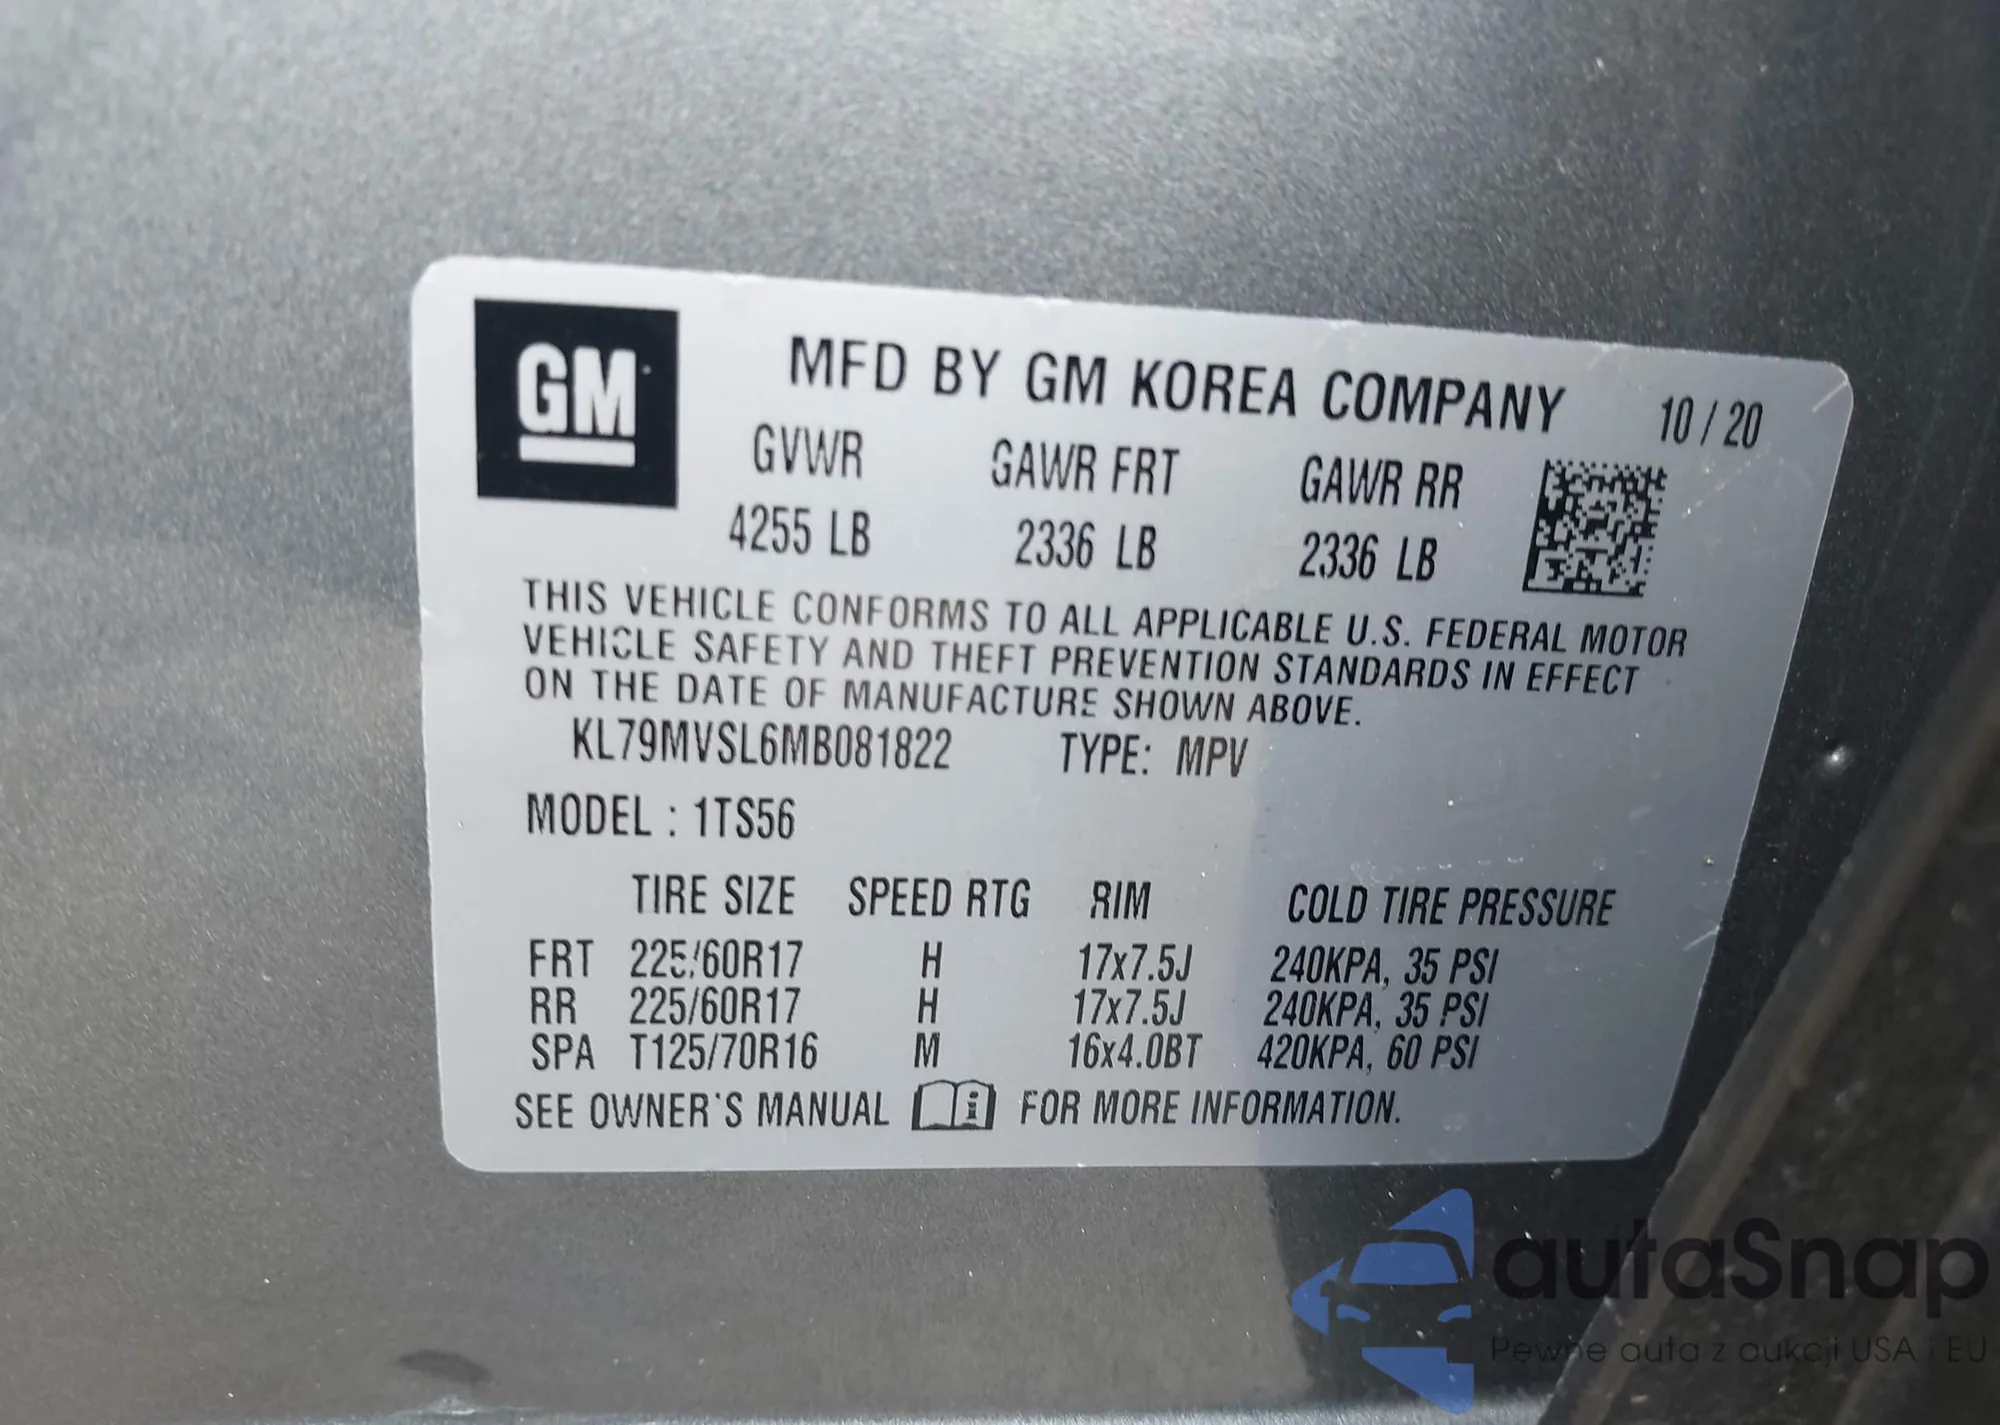 GM
MFD BY GM KOREA COMPANY 10 / 20
GVWR GAWR FRT GAWR RR
4255 LB 2336 LB 2336 LB
THIS VEHICLE CONFORMS TO ALL APPLICABLE U.S. FEDERAL MOTOR
VEHICLE SAFETY AND THEFT PREVENTION STANDARDS IN EFFECT
ON THE DATE OF MANUFACTURE SHOWN ABOVE.
KL79MVSL6MB081822 TYPE: MPV
MODEL : 1TS56
TIRE SIZE SPEED RTG RIM COLD TIRE PRESSURE
FRT 225/60R17 H 17x7.5J 240KPA, 35 PSI
RR 225/60R17 H 17x7.5J 240KPA, 35 PSI
SPA T125/70R16 M 16x4.0BT 420KPA, 60 PSI
SEE OWNER'S MANUAL i FOR MORE INFORMATION.
autaSnap
Pewne auta z aukcji USA i EU